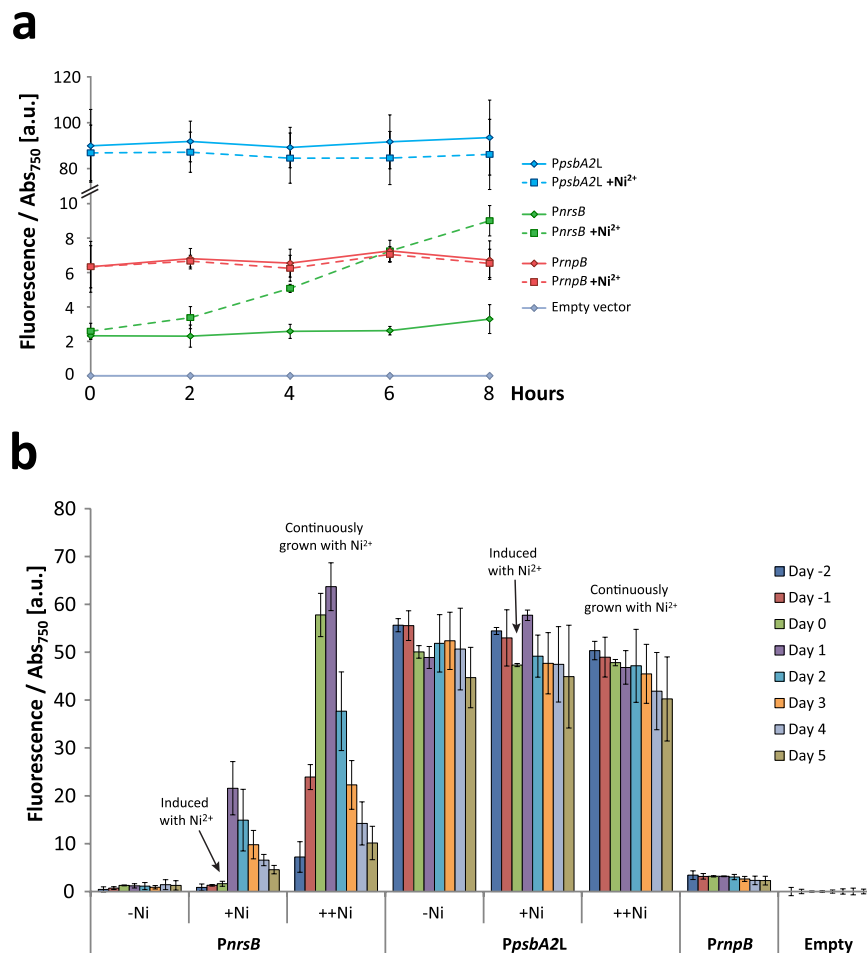 a
Fluorescence / Abs750 [a.u.]
120
100
80
10
8
6
4
2
0
0 2 4 6 8 Hours
PpsbA2L
PpsbA2L +Ni2+
PnrsB
PnrsB +Ni2+
PrnpB
PrnpB +Ni2+
Empty vector
b
Fluorescence / Abs750 [a.u.]
80
70
60
50
40
30
20
10
0
Induced
with Ni2+
Continuously
grown with Ni2+
Induced
with Ni2+
Continuously
grown with Ni2+
Day -2
Day -1
Day 0
Day 1
Day 2
Day 3
Day 4
Day 5
-Ni +Ni ++Ni -Ni +Ni ++Ni
PnrsB PpsbA2L PrnpB Empty